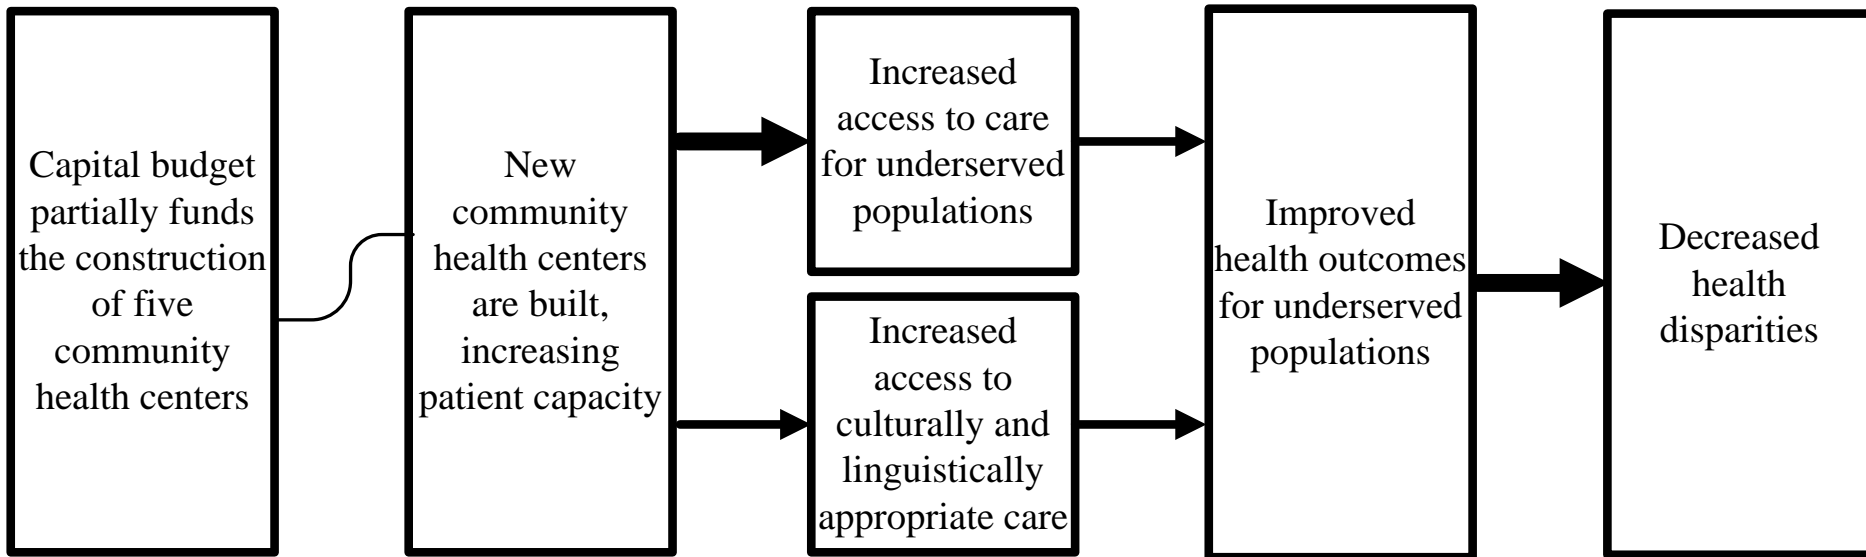 Capital budget
partially funds
the construction
of five
community
health centers
New
community
health centers
are built,
increasing
patient capacity
Increased
access to care
for underserved
populations
Increased
access to
culturally and
linguistically
appropriate care
Improved
health outcomes
for underserved
populations
Decreased
health
disparities